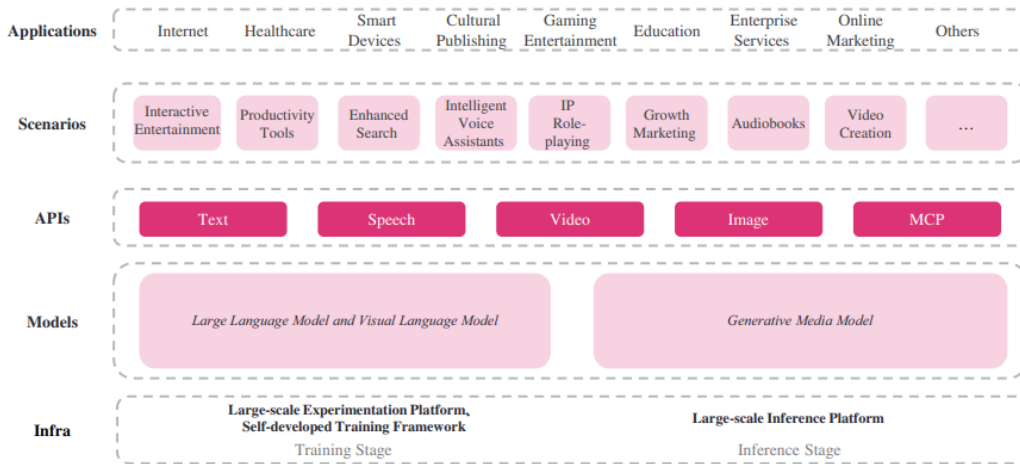 Applications
Internet
Healthcare
Smart
Devices
Cultural
Publishing
Gaming
Entertainment
Education
Enterprise
Services
Online
Marketing
Others
Scenarios
Interactive
Entertainment
Productivity
Tools
Enhanced
Search
Intelligent
Voice
Assistants
IP
Role-
playing
Growth
Marketing
Audiobooks
Video
Creation
...
APIs
Text
Speech
Video
Image
MCP
Models
Large Language Model and Visual Language Model
Generative Media Model
Infra
Large-scale Experimentation Platform、
Self-developed Training Framework
Training Stage
Large-scale Inference Platform
Inference Stage